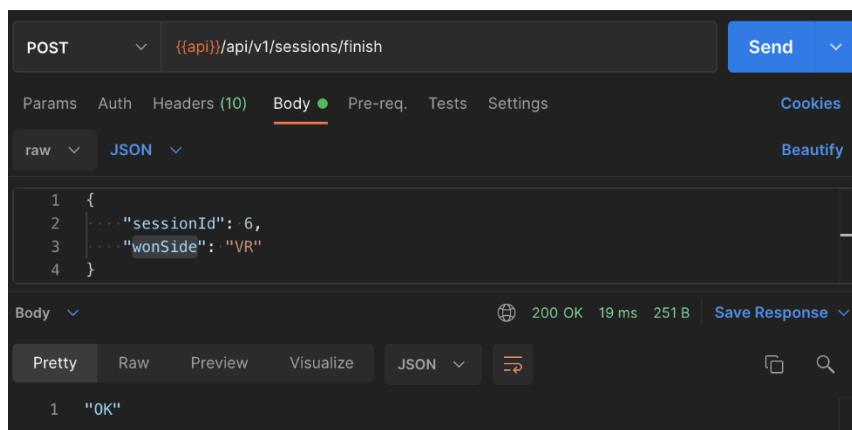 POST {{api}}/api/v1/sessions/finish Send
Params Auth Headers (10) Body Pre-req. Tests Settings Cookies
raw JSON Beautify
1 {
2 "sessionId": 6,
3 "wonSide": "VR"
4 }
Body 200 OK 19 ms 251 B Save Response
Pretty Raw Preview Visualize JSON
1 "OK"